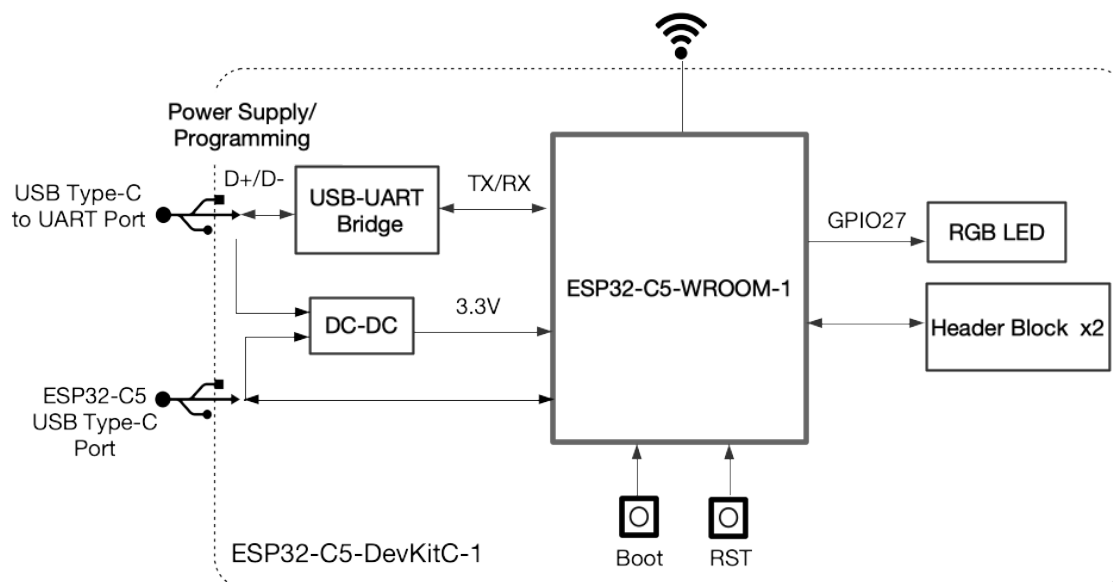 Power Supply/
Programming
USB Type-C
to UART Port
D+/D-
USB-UART
Bridge
TX/RX
ESP32-C5-WROOM-1
GPIO27
RGB LED
DC-DC
3.3V
Header Block x2
ESP32-C5
USB Type-C
Port
Boot
RST
ESP32-C5-DevKitC-1